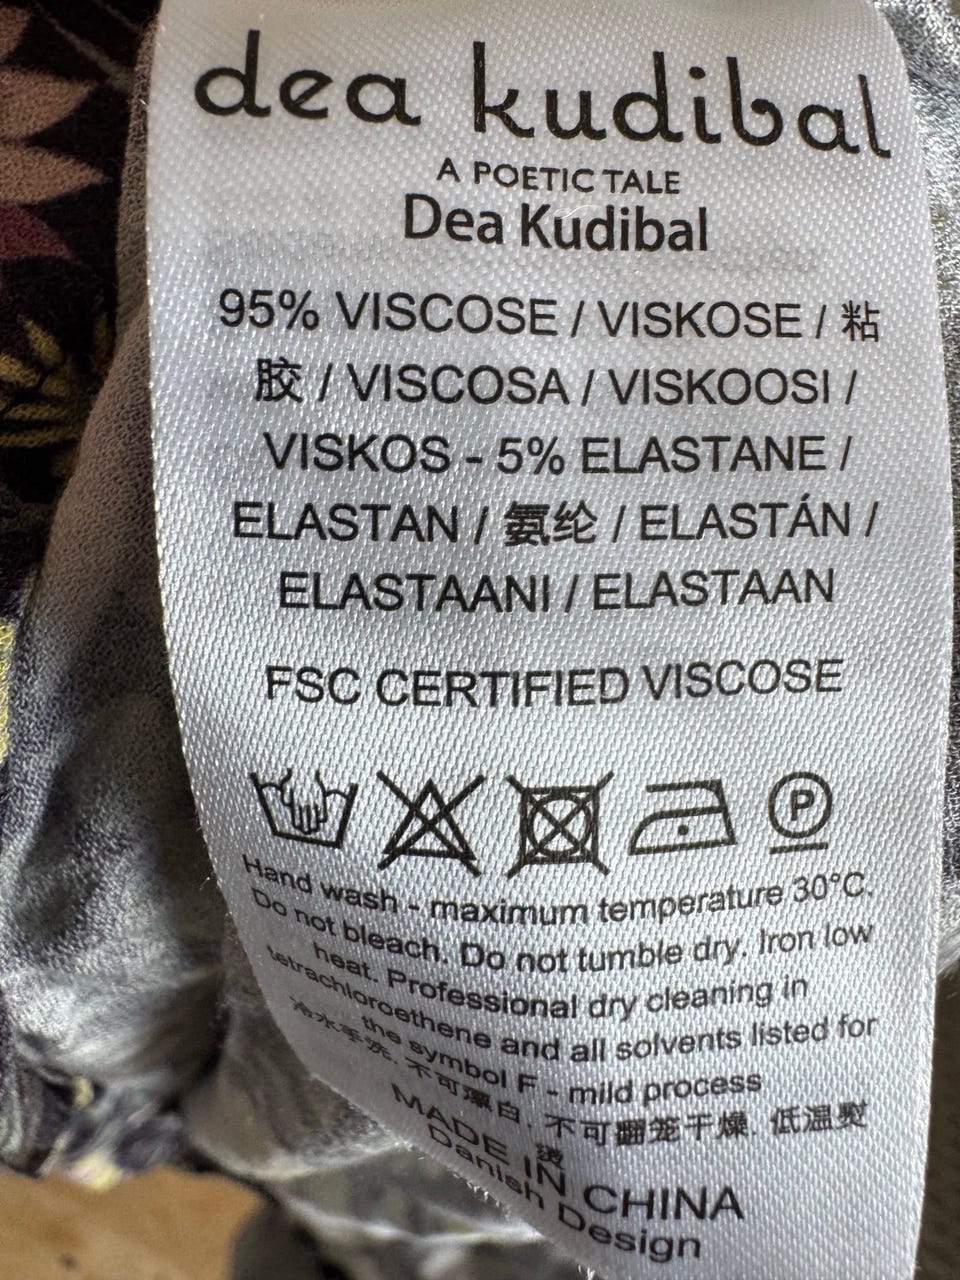 dea kudibal
A POETIC TALE
Dea Kudibal
95% VISCOSE / VISKOSE / 粘
胶 / VISCOSA / VISKOOSI /
VISKOS - 5% ELASTANE /
ELASTAN / 氨纶 / ELASTÁN /
ELASTAANI / ELASTAAN
FSC CERTIFIED VISCOSE
P
Hand wash - maximum temperature 30°C.
Do not bleach. Do not tumble dry. Iron low
heat. Professional dry cleaning in
tetrachloroethene and all solvents listed for
the symbol F - mild process
冷水手洗. 不可漂白. 不可翻笼干燥. 低温熨
烫
MADE IN CHINA
Danish Design